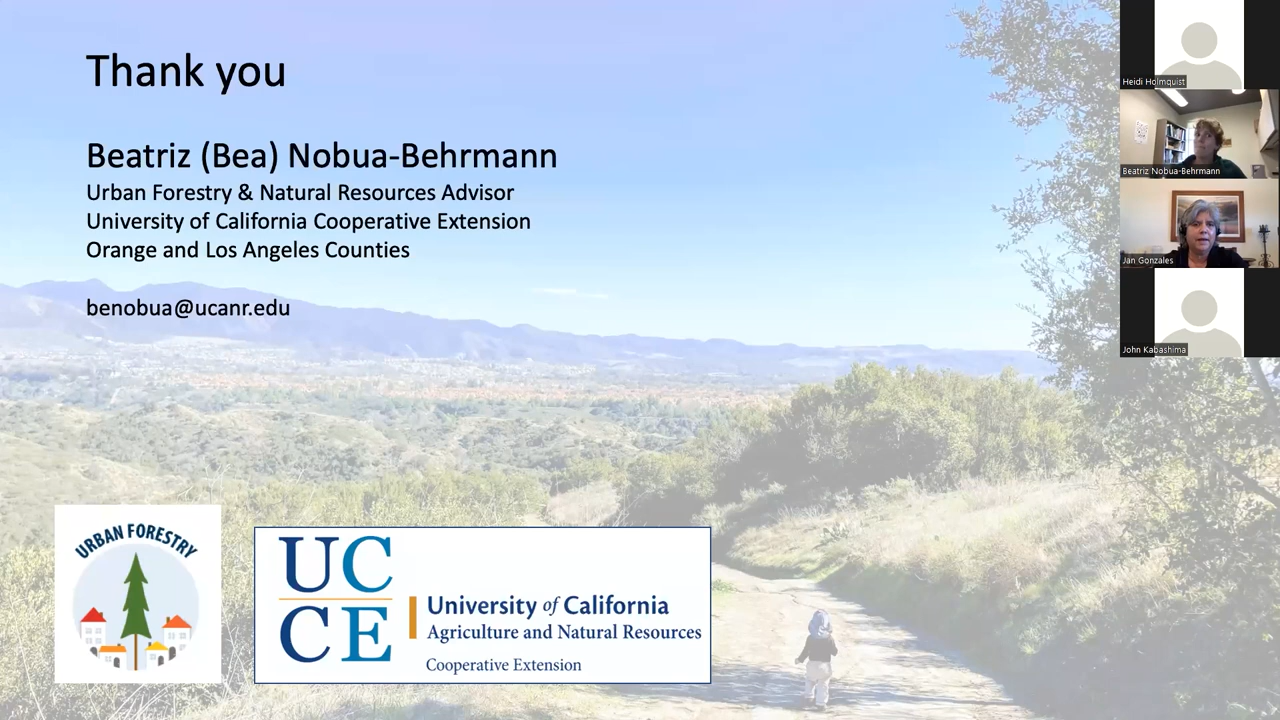 Thank you
Beatriz (Bea) Nobua-Behrmann
Urban Forestry & Natural Resources Advisor
University of California Cooperative Extension
Orange and Los Angeles Counties
benobua@ucanr.edu
URBAN FORESTRY
UC
CE
University of California
Agriculture and Natural Resources
Cooperative Extension
Heidi Holmquist
Beatriz Nobua-Behrmann
Jan Gonzales
John Kabashima